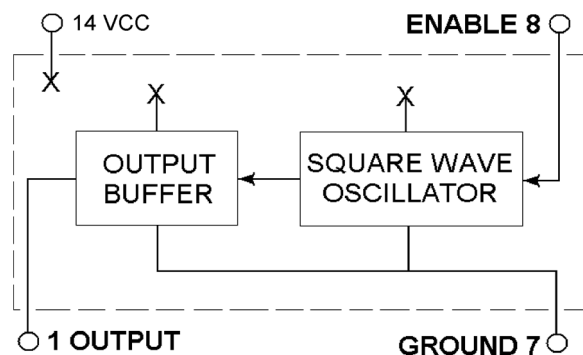 14 VCC
ENABLE 8
X
X
X
OUTPUT
BUFFER
SQUARE WAVE
OSCILLATOR
1 OUTPUT
GROUND 7